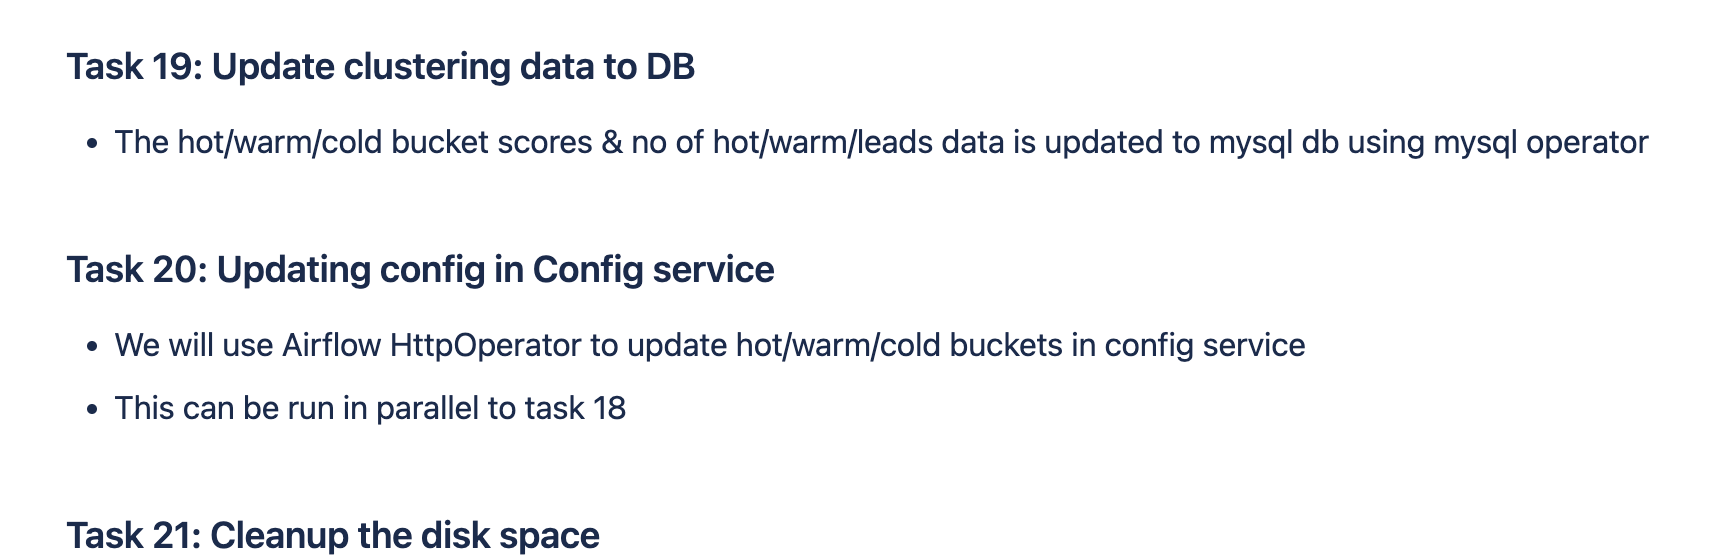 Task 19: Update clustering data to DB
• The hot/warm/cold bucket scores & no of hot/warm/leads data is updated to mysql db using mysql operator
Task 20: Updating config in Config service
• We will use Airflow HttpOperator to update hot/warm/cold buckets in config service
• This can be run in parallel to task 18
Task 21: Cleanup the disk space